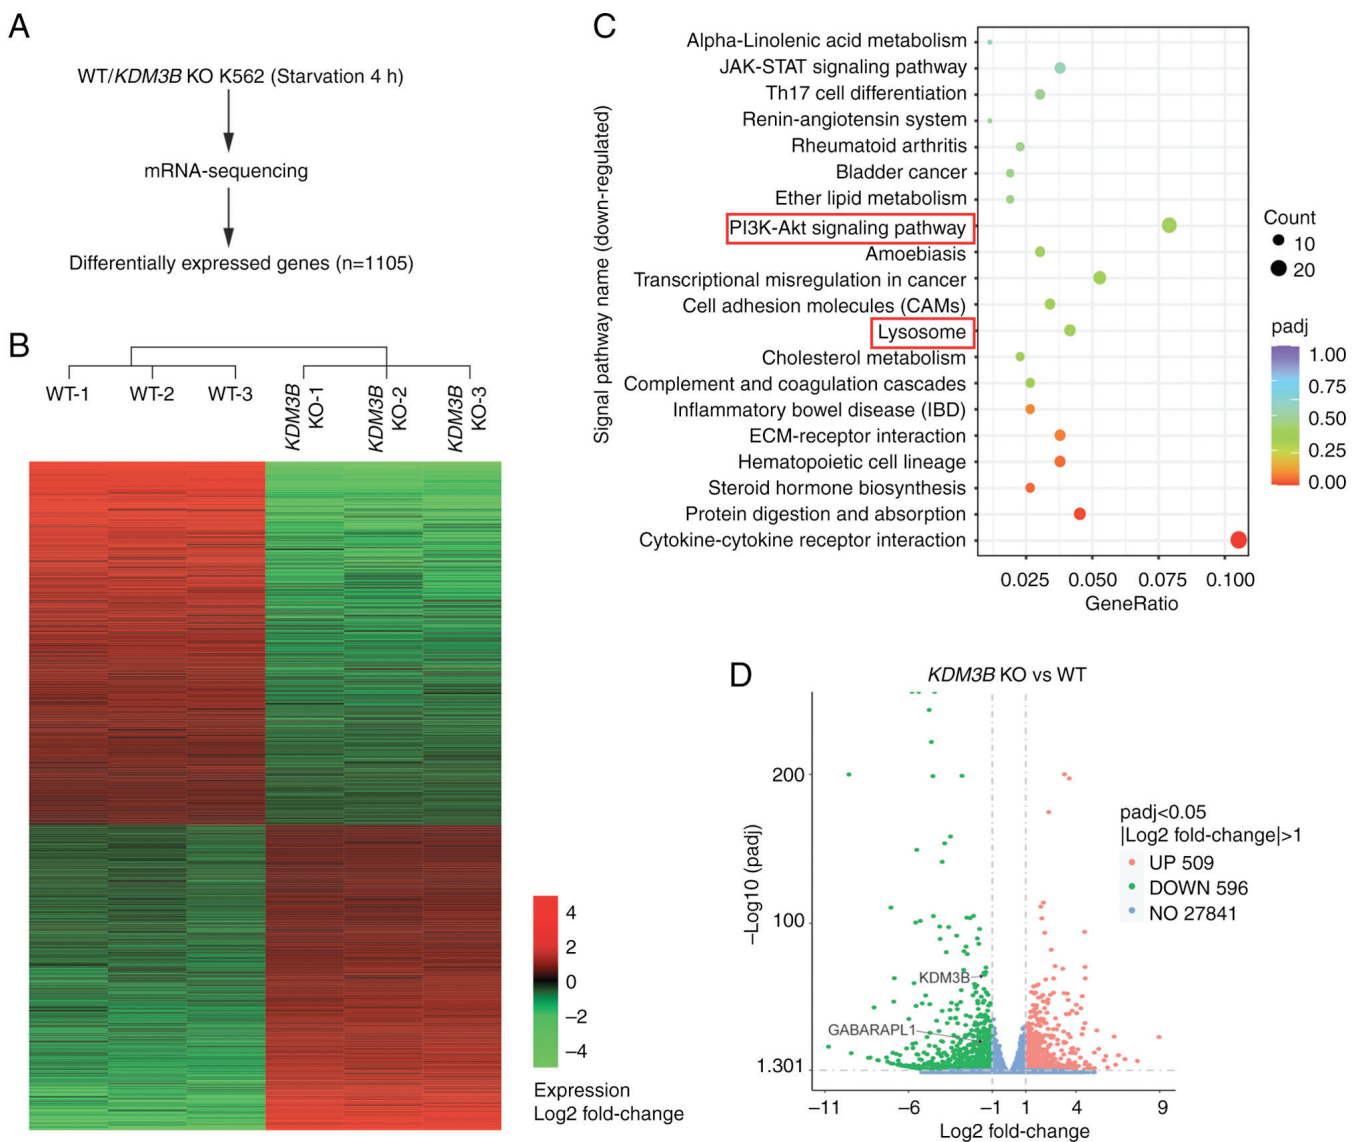 A
WT/KDM3B KO K562 (Starvation 4 h)
mRNA-sequencing
Differentially expressed genes (n=1105)
B
WT-1
WT-2
WT-3
KDM3B
KO-1
KDM3B
KO-2
KDM3B
KO-3
4
2
0
−2
−4
Expression
Log2 fold-change
C
Signal pathway name (down-regulated)
Alpha-Linolenic acid metabolism
JAK-STAT signaling pathway
Th17 cell differentiation
Renin-angiotensin system
Rheumatoid arthritis
Bladder cancer
Ether lipid metabolism
PI3K-Akt signaling pathway
Amoebiasis
Transcriptional misregulation in cancer
Cell adhesion molecules (CAMs)
Lysosome
Cholesterol metabolism
Complement and coagulation cascades
Inflammatory bowel disease (IBD)
ECM-receptor interaction
Hematopoietic cell lineage
Steroid hormone biosynthesis
Protein digestion and absorption
Cytokine-cytokine receptor interaction
0.025 0.050 0.075 0.100
GeneRatio
Count
10
20
padj
1.00
0.75
0.50
0.25
0.00
D
KDM3B KO vs WT
−Log10 (padj)
200
100
1.301
KDM3B
GABARAPL1
−11 −6 −1 1 4 9
Log2 fold-change
padj<0.05
|Log2 fold-change|>1
UP 509
DOWN 596
NO 27841